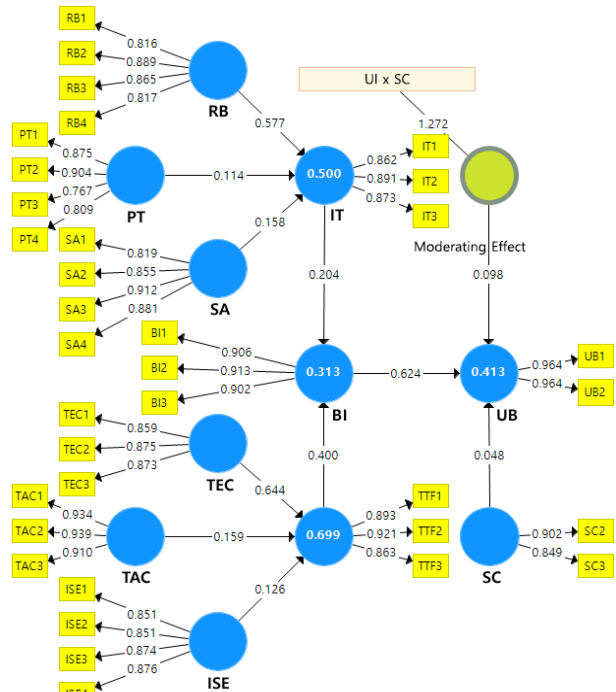 RB1
0.816
RB2
0.889
RB3
0.865
RB4
0.817
RB
0.577
UI x SC
1.272
PT1
0.875
PT2
0.904
PT3
0.767
PT4
0.809
PT
0.114
0.500
IT
0.862
IT1
0.891
IT2
0.873
IT3
Moderating Effect
0.098
SA1
0.819
SA2
0.855
SA3
0.912
SA4
0.881
SA
0.158
0.204
BI1
0.906
BI2
0.913
BI3
0.902
0.313
BI
0.624
0.413
UB
0.964
UB1
0.964
UB2
TEC1
0.859
TEC2
0.875
TEC3
0.873
TEC
0.644
0.400
0.048
TAC1
0.934
TAC2
0.939
TAC3
0.910
TAC
0.159
0.699
0.893
TTF1
0.921
TTF2
0.863
TTF3
SC
0.902
SC2
0.849
SC3
ISE1
0.851
ISE2
0.851
ISE3
0.874
0.876
ISE
0.126